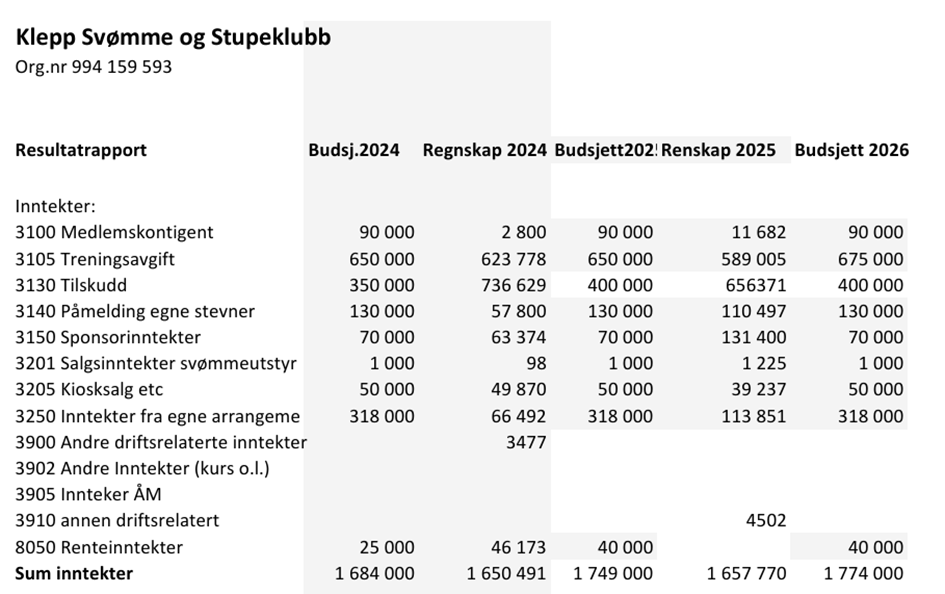 Klepp Svømme og Stupeklubb
Org.nr 994 159 593
Resultatrapport Budsj.2024 Regnskap 2024 Budsjett202! Renskap 2025 Budsjett 2026
Inntekter:
3100 Medlemskontigent 90 000 2 800 90 000 11 682 90 000
3105 Treningsavgift 650 000 623 778 650 000 589 005 675 000
3130 Tilskudd 350 000 736 629 400 000 656371 400 000
3140 Påmelding egne stevner 130 000 57 800 130 000 110 497 130 000
3150 Sponsorinntekter 70 000 63 374 70 000 131 400 70 000
3201 Salgsinntekter svømmeutstyr 1 000 98 1 000 1 225 1 000
3205 Kiosksalg etc 50 000 49 870 50 000 39 237 50 000
3250 Inntekter fra egne arrangeme 318 000 66 492 318 000 113 851 318 000
3900 Andre driftsrelaterte inntekter 3477
3902 Andre Inntekter (kurs o.l.)
3905 Innteker ÅM
3910 annen driftsrelatert 4502
8050 Renteinntekter 25 000 46 173 40 000 40 000
Sum inntekter 1 684 000 1 650 491 1 749 000 1 657 770 1 774 000